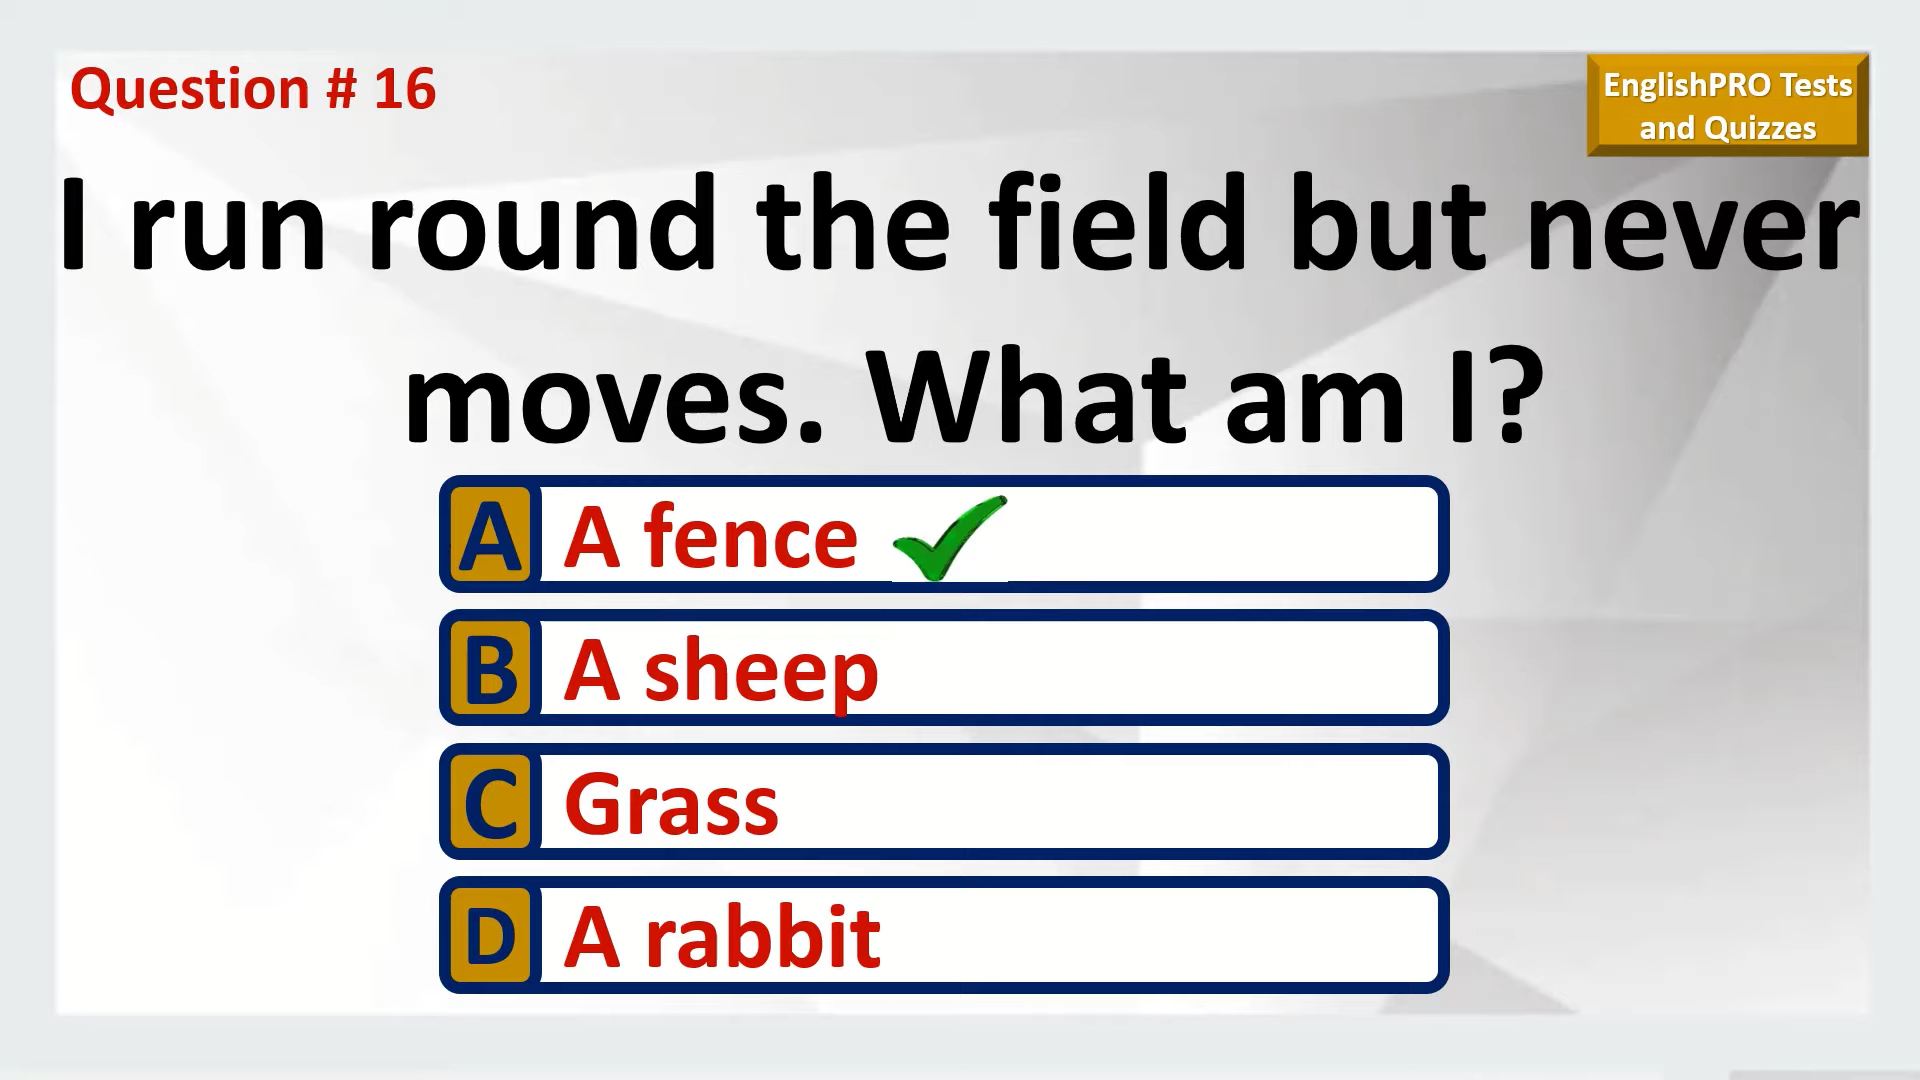 Question # 16
EnglishPRO Tests
and Quizzes
I run round the field but never
moves. What am I?
A A fence
B A sheep
C Grass
D A rabbit